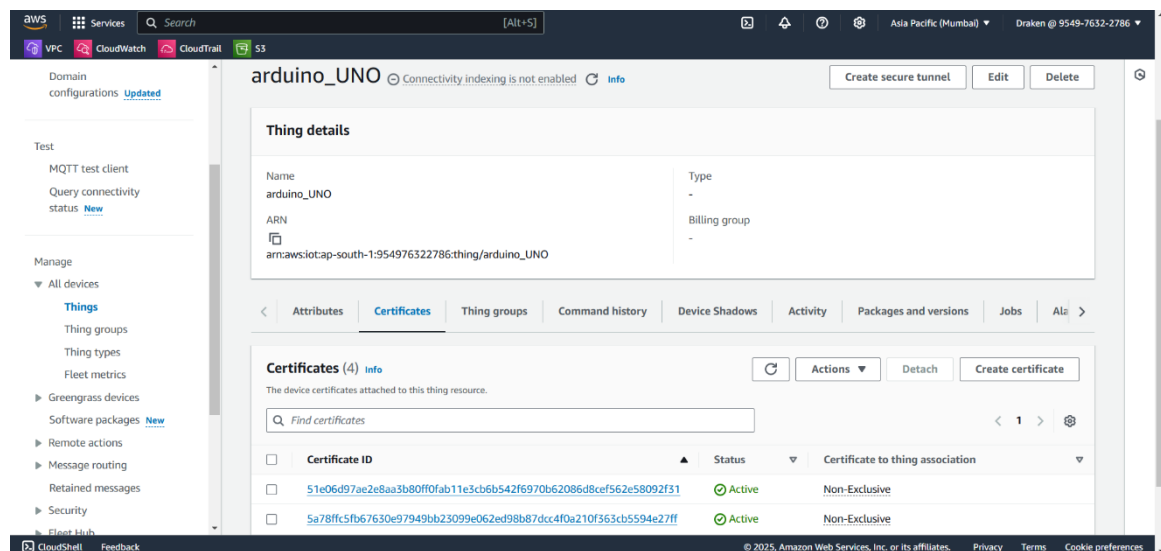 aws
Services
Search
[Alt+S]
Asia Pacific (Mumbai) ▼
Draken @ 9549-7632-2786 ▼
VPC
CloudWatch
CloudTrail
S3
Domain
configurations Updated
Test
MQTT test client
Query connectivity
status New
Manage
All devices
Things
Thing groups
Thing types
Fleet metrics
Greengrass devices
Software packages New
Remote actions
Message routing
Retained messages
Security
Fleet Hub
arduino_UNO
Connectivity indexing is not enabled
Info
Create secure tunnel
Edit
Delete
Thing details
Name
arduino_UNO
ARN
arn:aws:iot:ap-south-1:954976322786:thing/arduino_UNO
Type
-
Billing group
-
Attributes
Certificates
Thing groups
Command history
Device Shadows
Activity
Packages and versions
Jobs
Ala
Certificates (4) Info
The device certificates attached to this thing resource.
Actions ▼
Detach
Create certificate
Find certificates
1
Certificate ID
Status
Certificate to thing association
51e06d97ae2e8aa3b80ff0fab11e3cb6b542f6970b62086d8cef562e58092f31
Active
Non-Exclusive
5a78ffc5fb67630e97949bb23099e062ed98b87dcc4f0a210f363cb5594e27ff
Active
Non-Exclusive
CloudShell
Feedback
© 2025, Amazon Web Services, Inc. or its affiliates.
Privacy
Terms
Cookie preferences